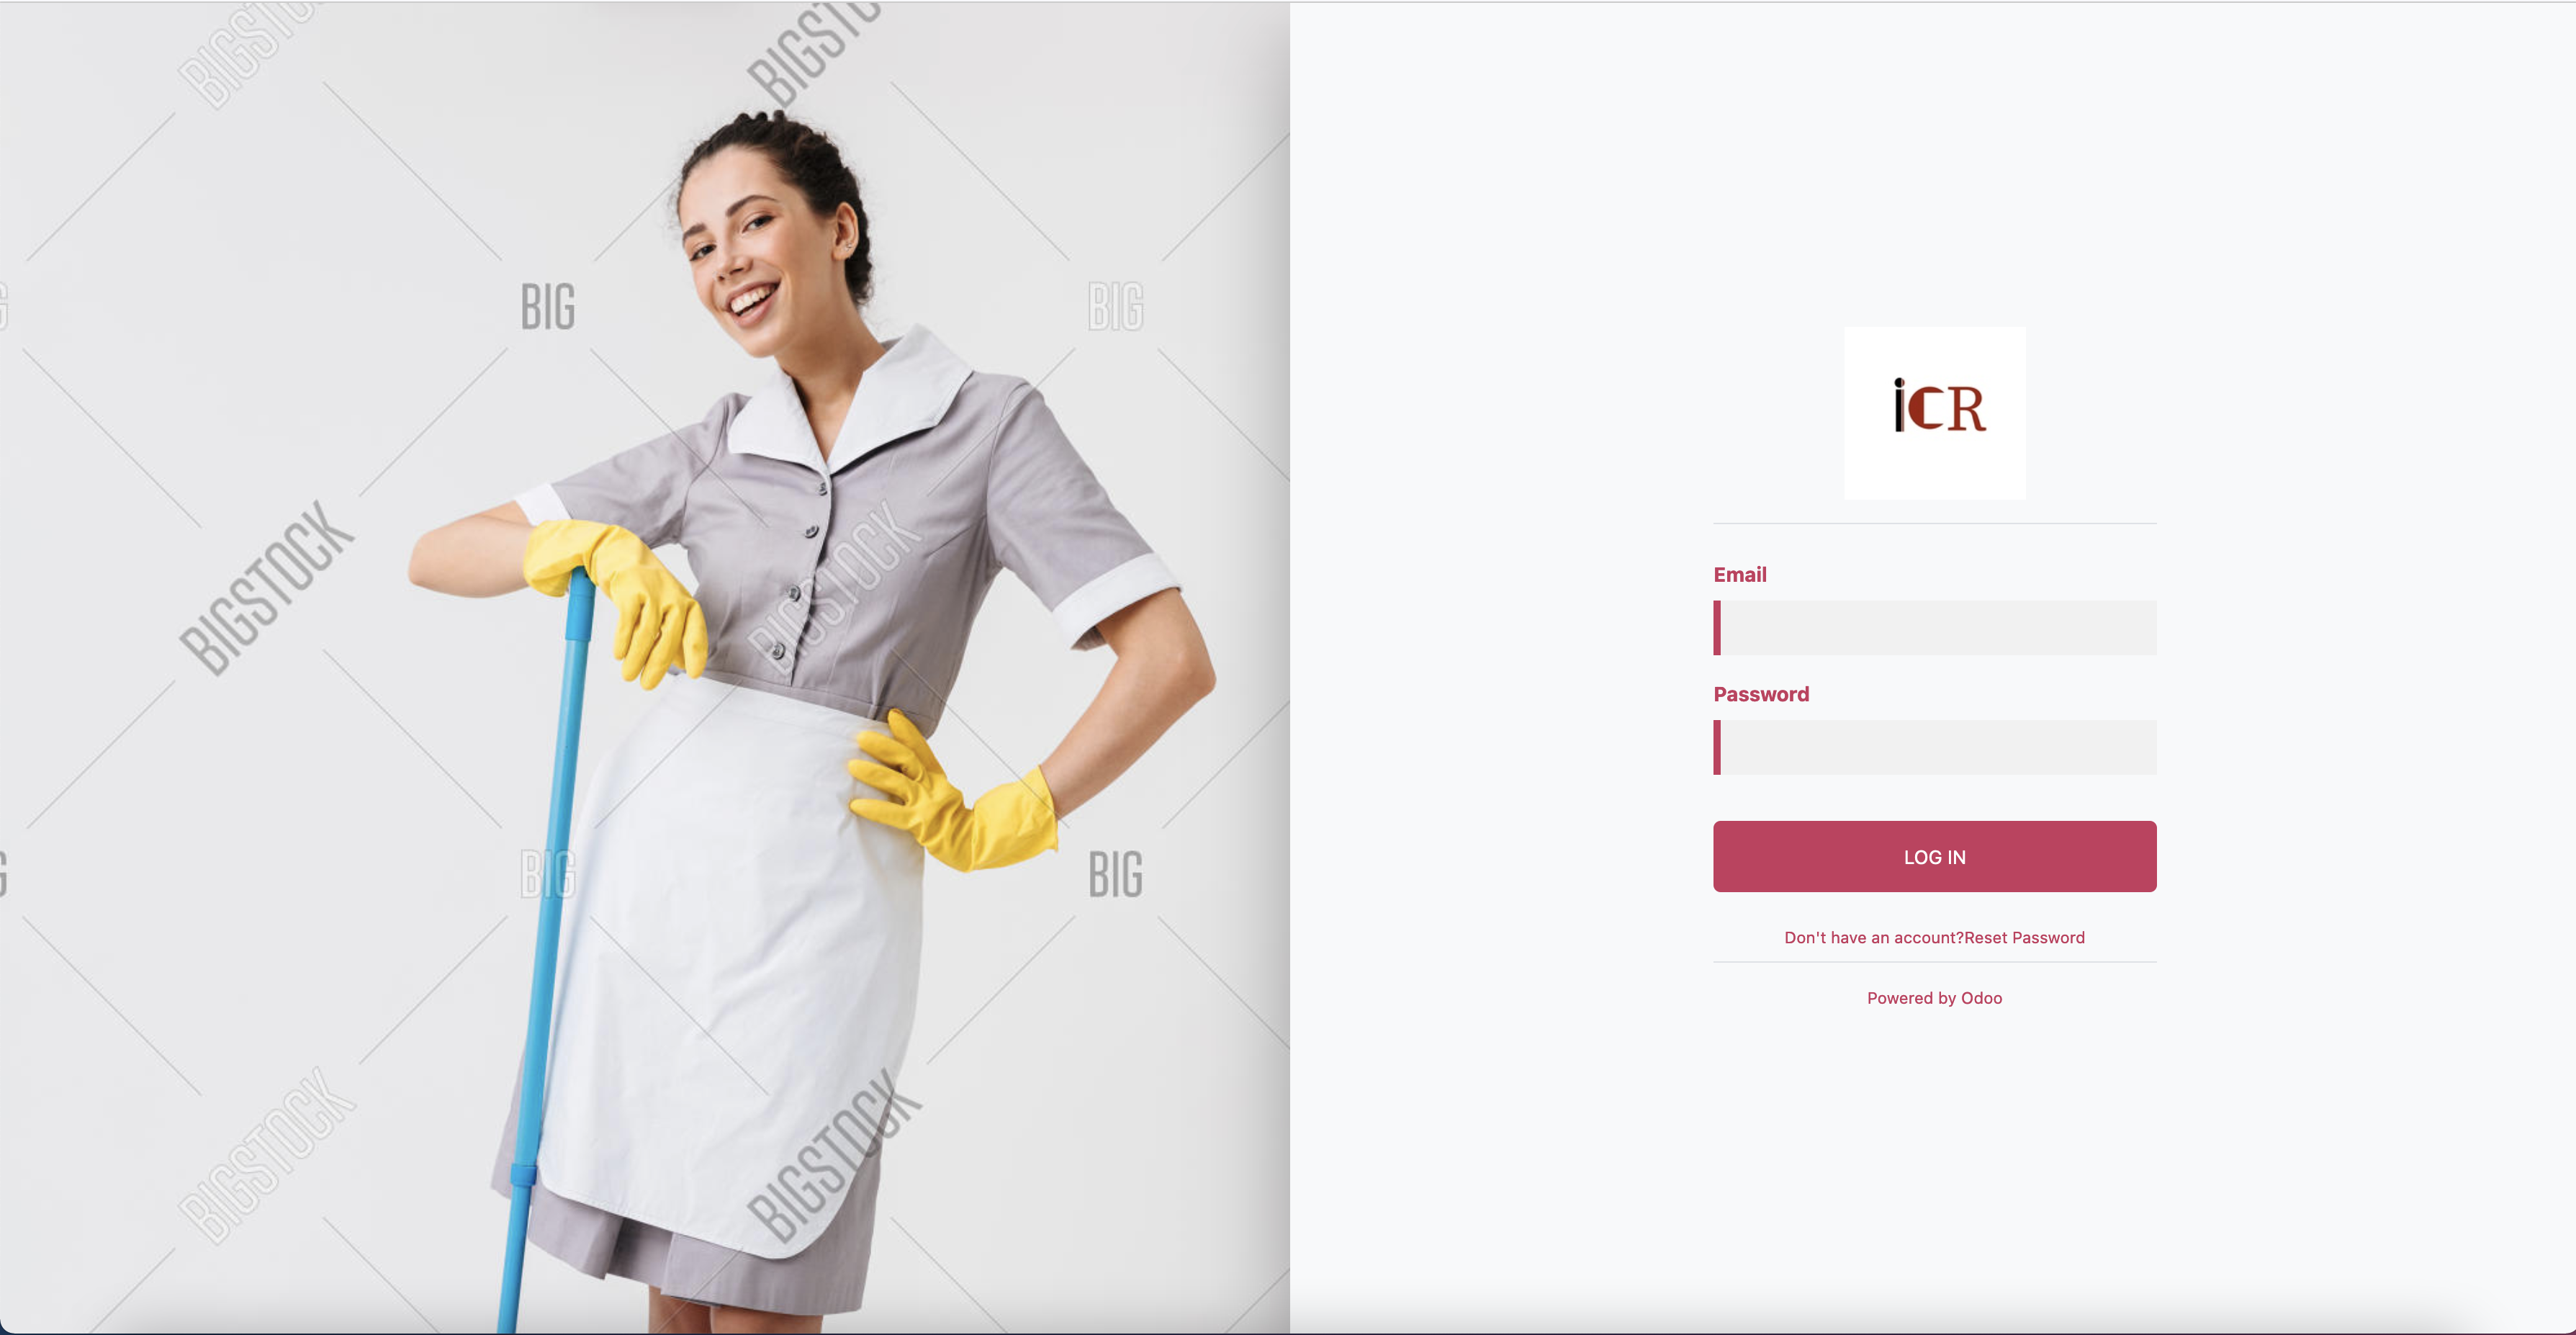 BIGSTOCK
BIGSTO
BIG
BIG
BIGSTOCK
BIGSTOCK
BIG
BIG
BIGSTOCK
BIGSTOCK
iCR
Email
Password
LOG IN
Don't have an account?Reset Password
Powered by Odoo